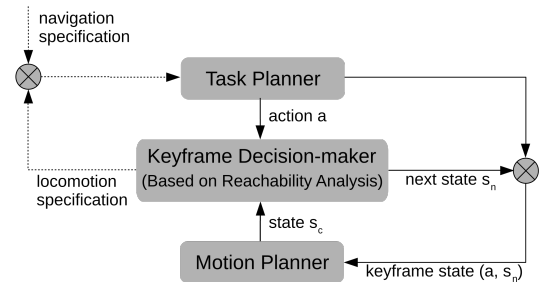 navigation
specification
Task Planner
action a
Keyframe Decision-maker
(Based on Reachability Analysis)
next state sₙ
locomotion
specification
state s_c
Motion Planner
keyframe state (a, sₙ)